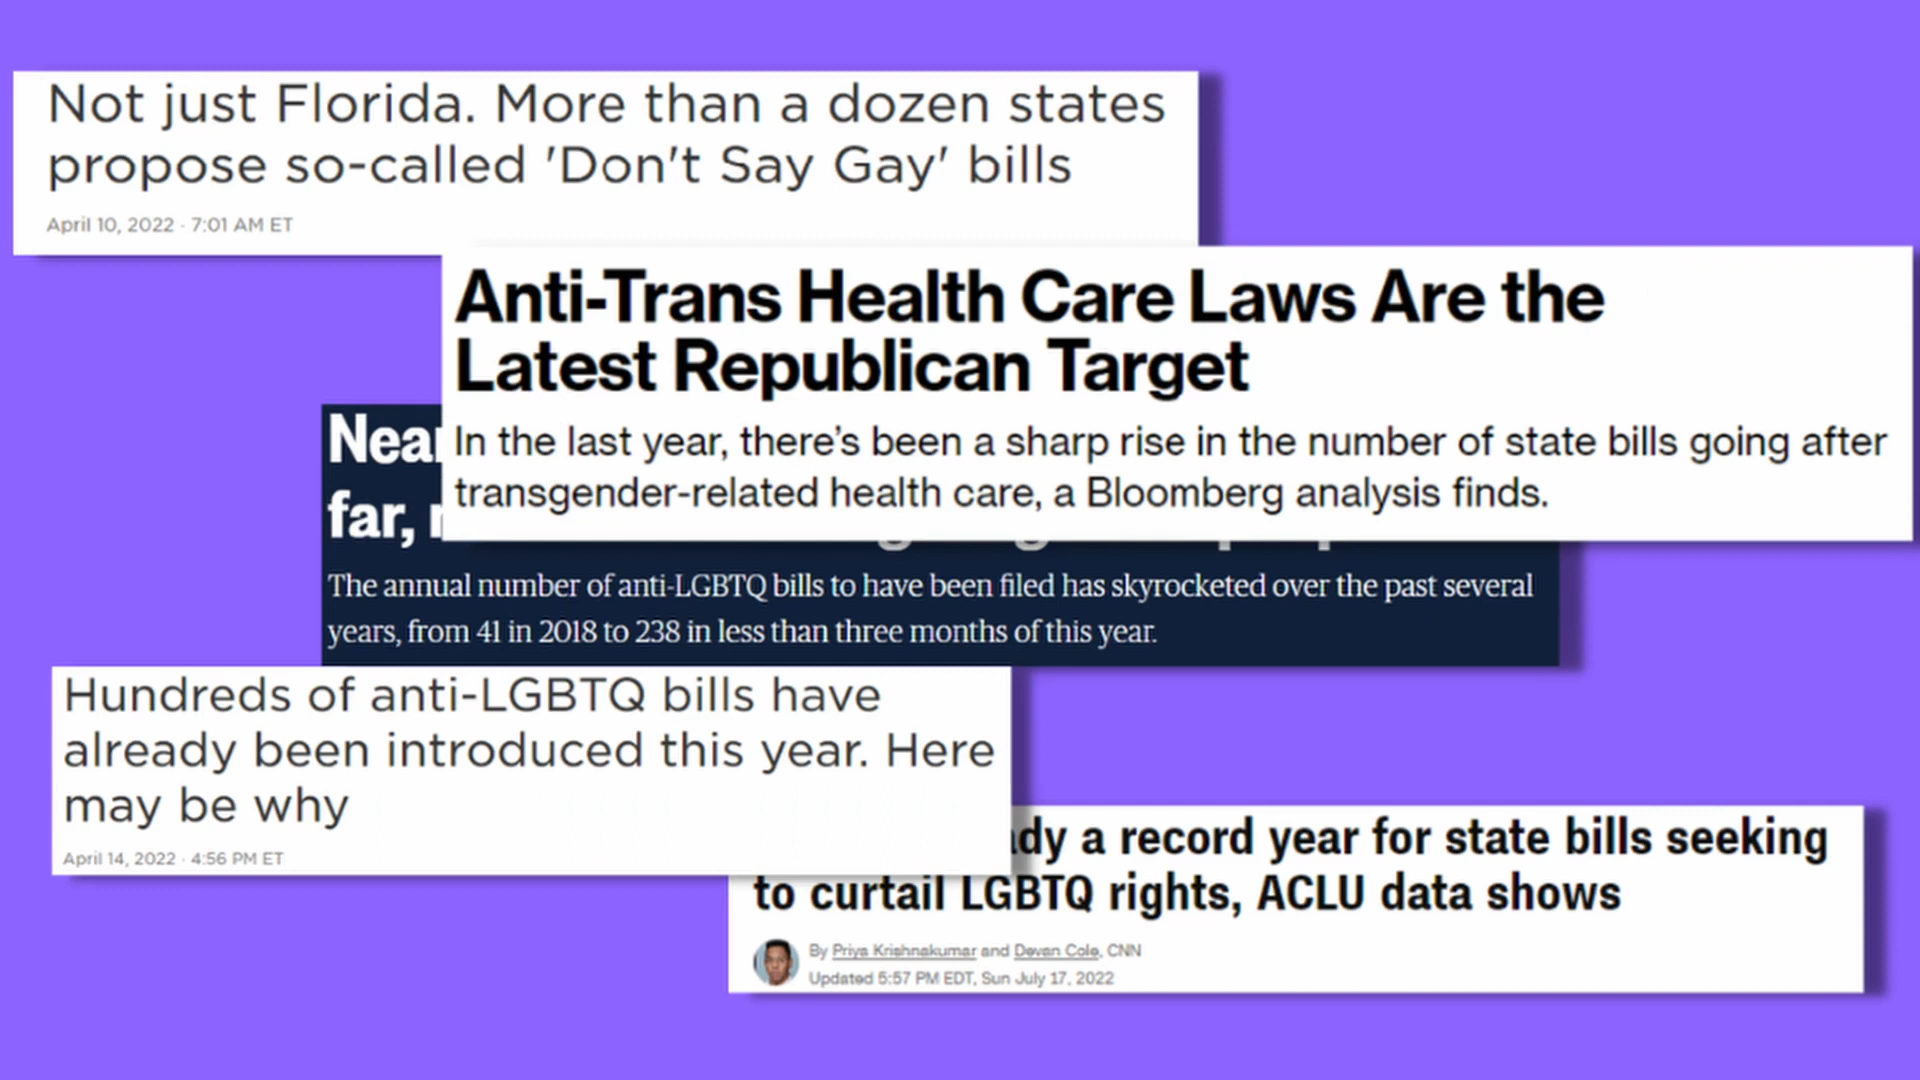 Not just Florida. More than a dozen states
propose so-called 'Don't Say Gay' bills
April 10, 2022 · 7:01 AM ET
Anti-Trans Health Care Laws Are the
Latest Republican Target
In the last year, there's been a sharp rise in the number of state bills going after
transgender-related health care, a Bloomberg analysis finds.
far,
The annual number of anti-LGBTQ bills to have been filed has skyrocketed over the past several
years, from 41 in 2018 to 238 in less than three months of this year.
Hundreds of anti-LGBTQ bills have
already been introduced this year. Here
may be why
April 14, 2022 · 4:56 PM ET
a record year for state bills seeking
to curtail LGBTQ rights, ACLU data shows
By Priya Krishnakumar and Devan Cole, CNN
Updated 5:57 PM EDT, Sun July 17, 2022